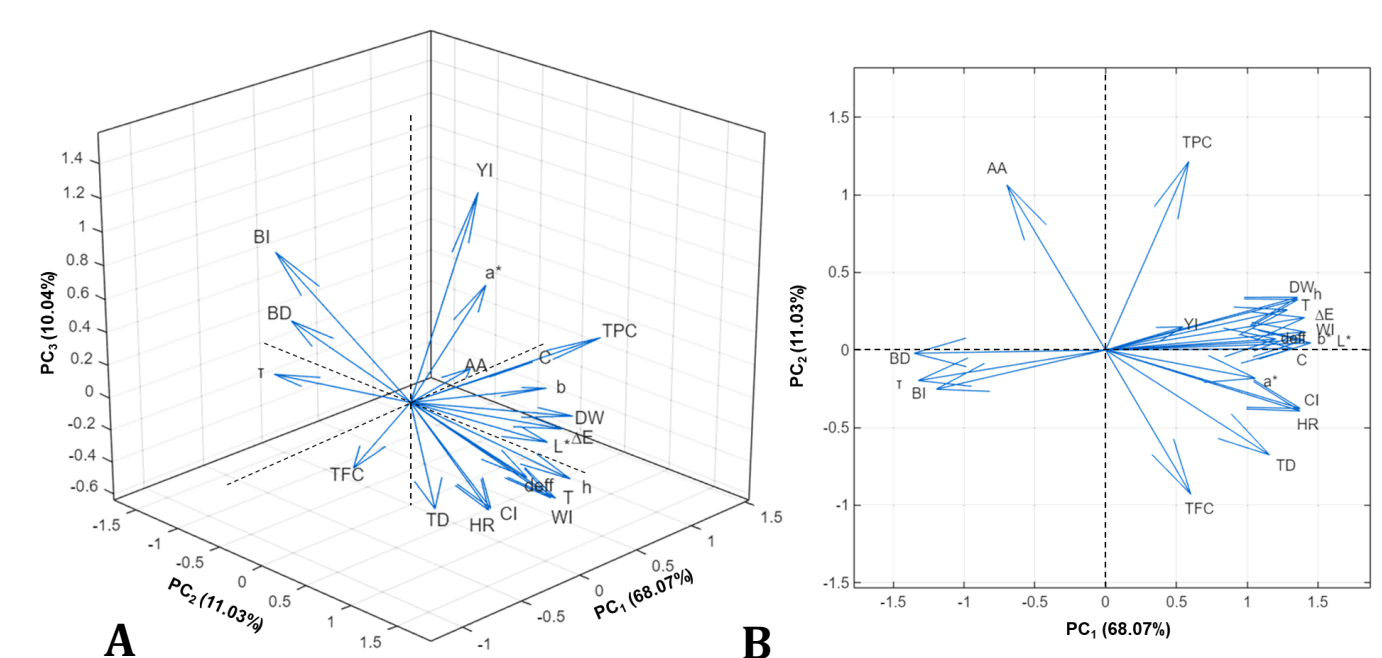 YI
BI
a*
BD
TPC
C
AA
τ
b
DW
ΔE
L*
TFC
deff
h
T
TD
HR
CI
WI
1.4
1.2
1
0.8
0.6
0.4
0.2
0
-0.2
-0.4
-0.6
PC3 (10.04%)
-1.5
-1
-0.5
0
0.5
1
1.5
PC2 (11.03%)
-1
-0.5
0
0.5
1
1.5
PC1 (68.07%)
A
TPC
AA
DW
h
T
ΔE
YI
WI
deff
b*
L*
BD
C
τ
a*
BI
CI
HR
TD
TFC
1.5
1
0.5
0
-0.5
-1
-1.5
PC2 (11.03%)
-1.5
-1
-0.5
0
0.5
1
1.5
PC1 (68.07%)
B